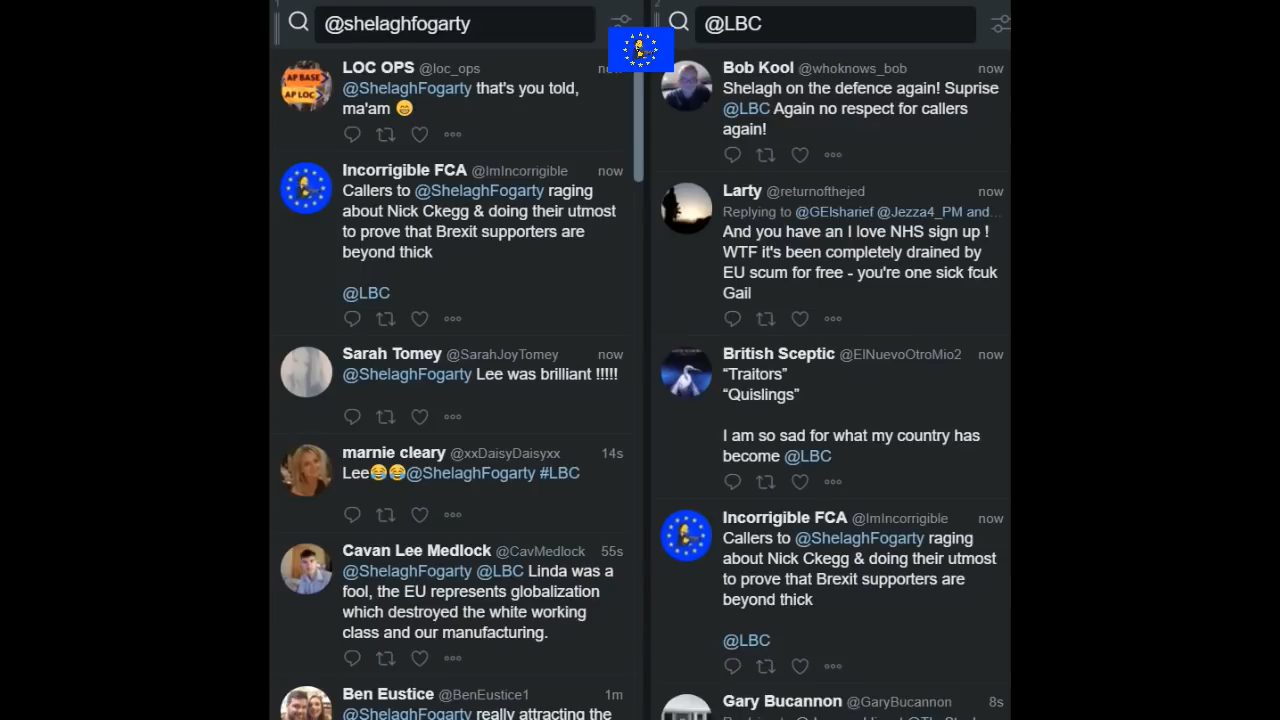 @shelaghfogarty
LOC OPS @loc_ops now
@ShelaghFogarty that's you told,
ma'am 😁
Incorrigible FCA @ImIncorrigible now
Callers to @ShelaghFogarty raging
about Nick Ckegg & doing their utmost
to prove that Brexit supporters are
beyond thick
@LBC
Sarah Tomey @SarahJoyTomey now
@ShelaghFogarty Lee was brilliant !!!!!
marnie cleary @xxDaisyDaisyxx 14s
Lee😂😂@ShelaghFogarty #LBC
Cavan Lee Medlock @CavMedlock 55s
@ShelaghFogarty @LBC Linda was a
fool, the EU represents globalization
which destroyed the white working
class and our manufacturing.
Ben Eustice @BenEustice1 1m
@ShelaghFogarty really attracting the
2
@LBC
Bob Kool @whoknows_bob now
Shelagh on the defence again! Suprise
@LBC Again no respect for callers
again!
Larty @returnofthejed now
Replying to @GElsharief @Jezza4_PM and...
And you have an I love NHS sign up !
WTF it's been completely drained by
EU scum for free - you're one sick fcuk
Gail
British Sceptic @ElNuevoOtroMio2 now
“Traitors”
“Quislings”
I am so sad for what my country has
become @LBC
Incorrigible FCA @ImIncorrigible now
Callers to @ShelaghFogarty raging
about Nick Ckegg & doing their utmost
to prove that Brexit supporters are
beyond thick
@LBC
Gary Bucannon @GaryBucannon 8s
AP BASE
AP LOC